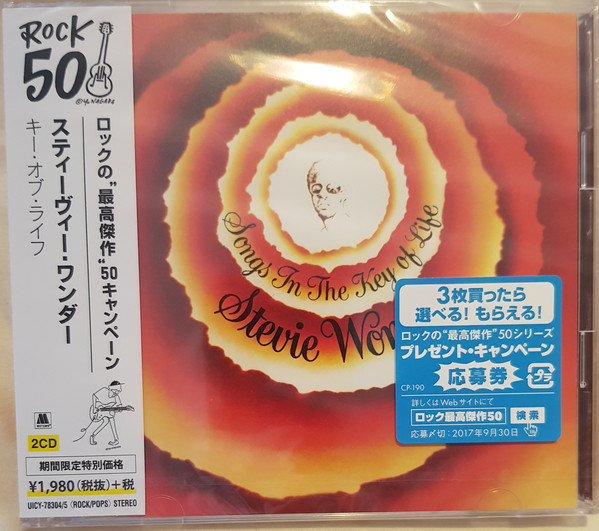 ROCK
50
ロックの"最高傑作"50キャンペーン
スティーヴィー・ワンダー
キー・オブ・ライフ
2CD
期間限定特別価格
¥1,980(税抜)+税
UICY-78304/5 〈ROCK/POPS〉 STEREO
Songs In The Key of Life
Stevie Won
3枚買ったら
選べる! もらえる!
ロックの"最高傑作"50シリーズ
プレゼント・キャンペーン
応募券
CP-190
詳しくはWebサイトにて
ロック最高傑作50 検索
応募〆切:2017年9月30日